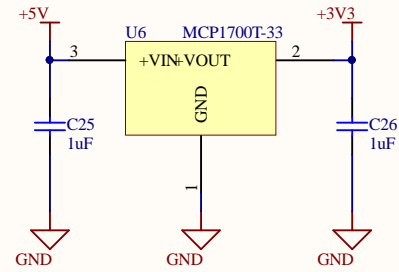 +5V
+3V3
U6 MCP1700T-33
3
2
+VIN+VOUT
GND
C25
1uF
C26
1uF
1
GND
GND
GND